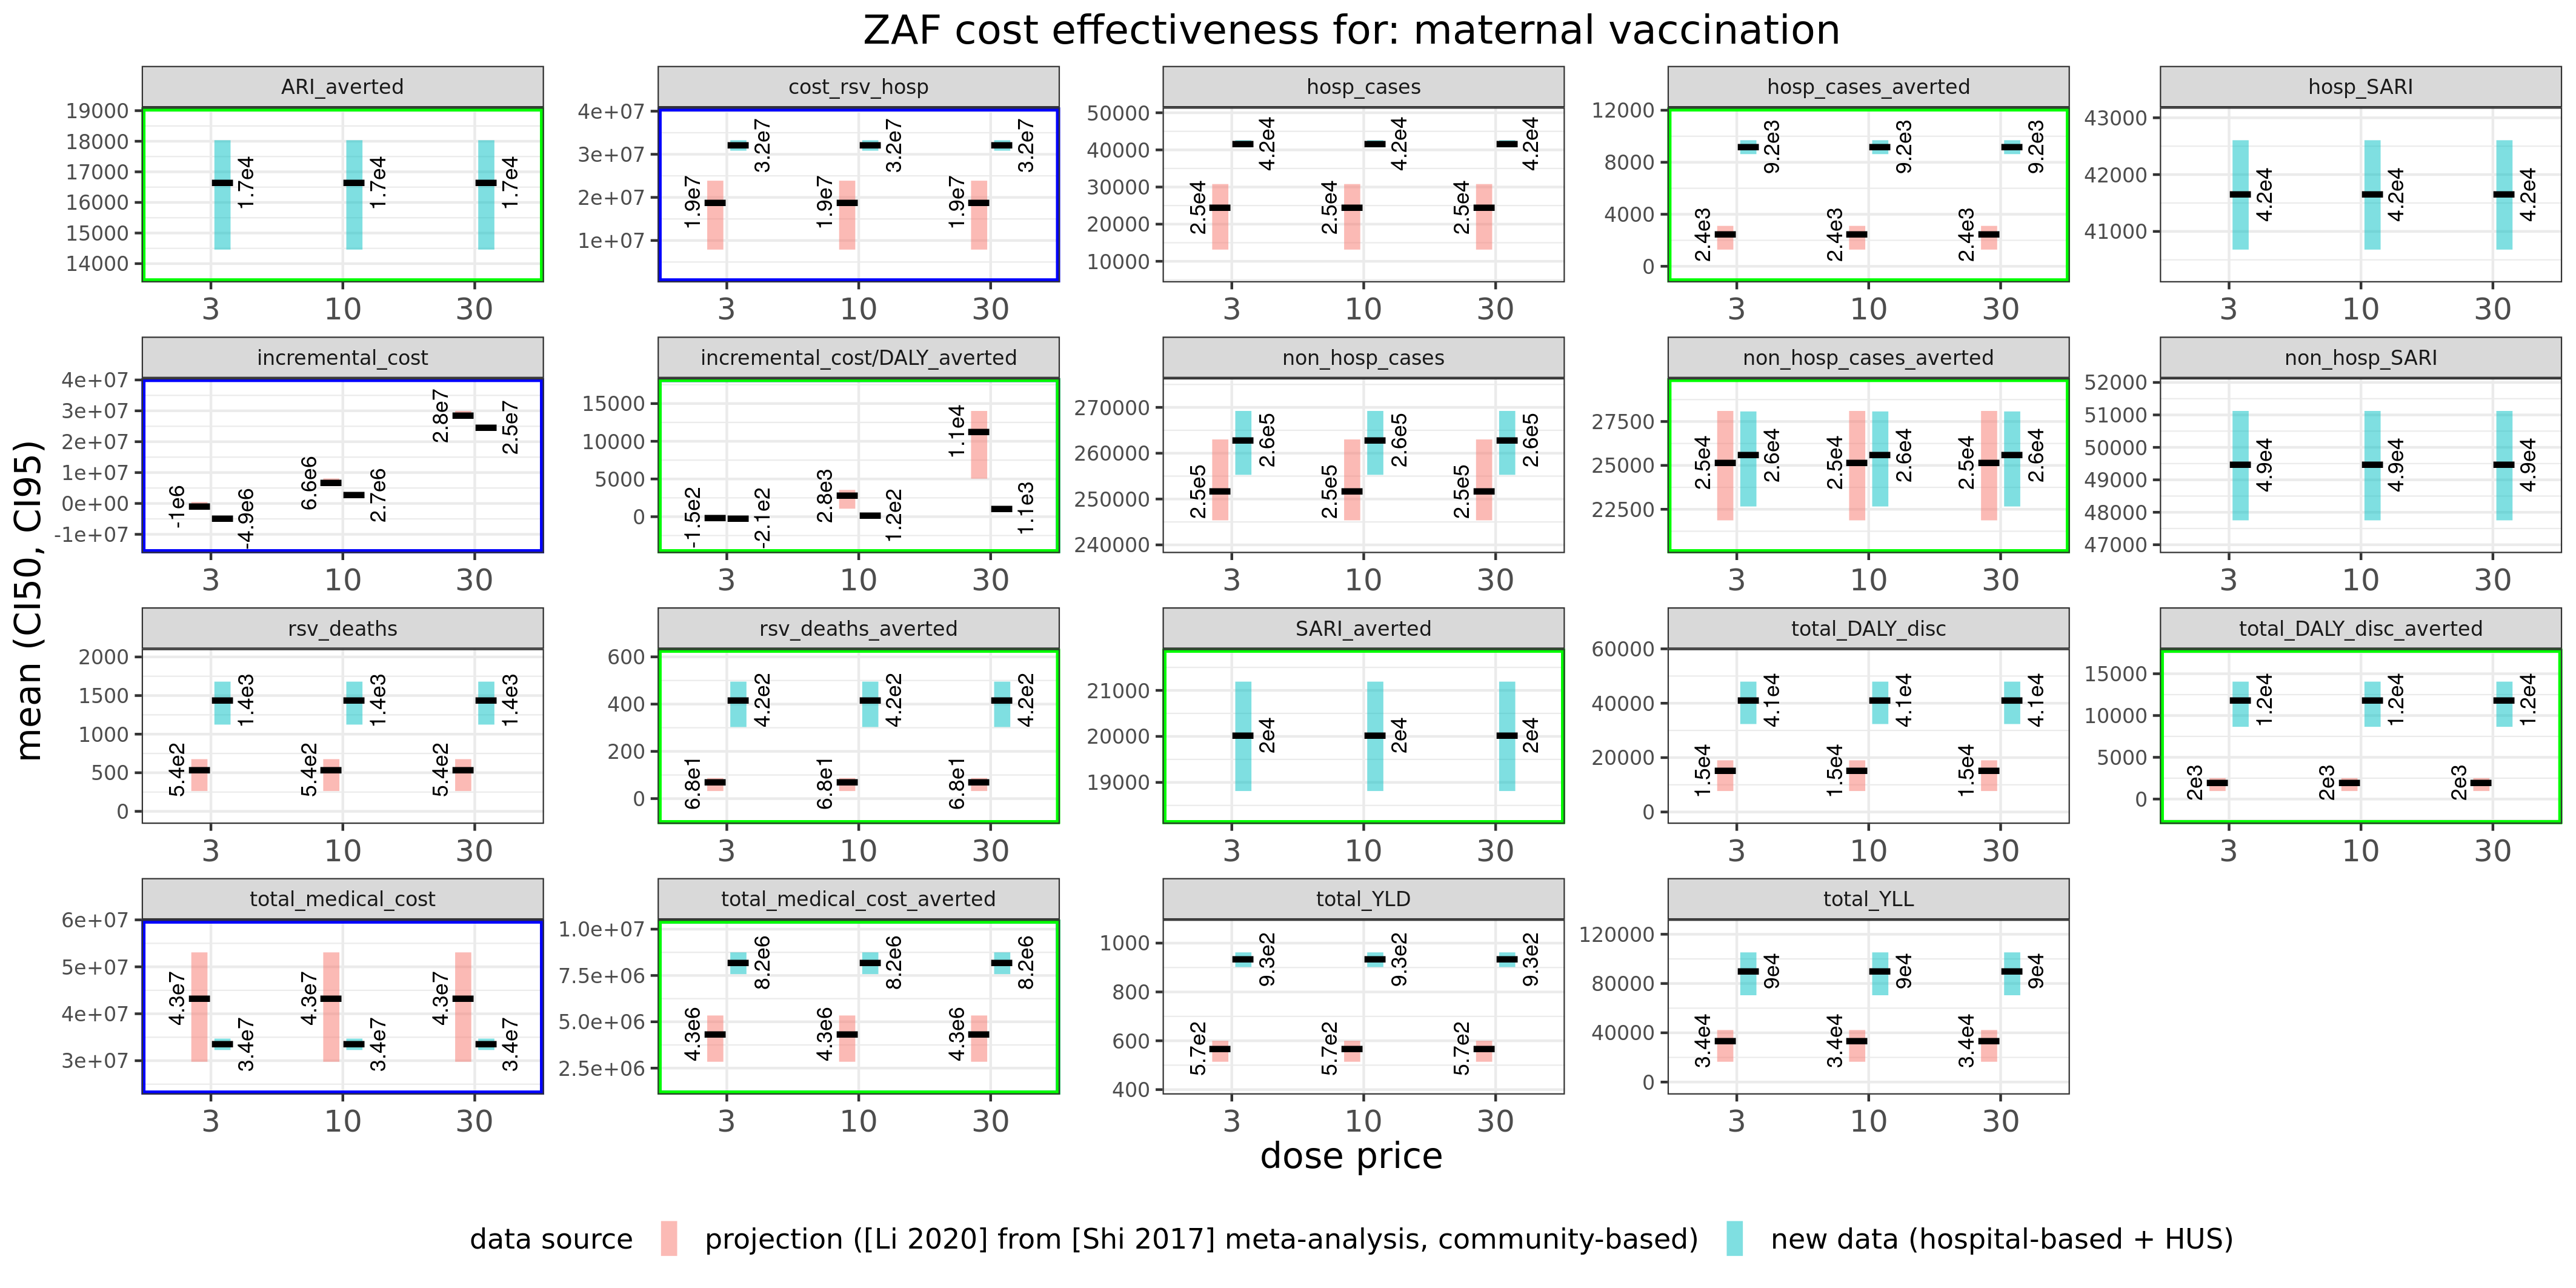 ZAF cost effectiveness for: maternal vaccination
ARI_averted
19000
18000
17000
16000
15000
14000
1.7e4
1.7e4
1.7e4
3 10 30
cost_rsv_hosp
4e+07
3e+07
2e+07
1e+07
1.9e7
3.2e7
1.9e7
3.2e7
1.9e7
3.2e7
3 10 30
hosp_cases
50000
40000
30000
20000
10000
2.5e4
4.2e4
2.5e4
4.2e4
2.5e4
4.2e4
3 10 30
hosp_cases_averted
12000
8000
4000
0
2.4e3
9.2e3
2.4e3
9.2e3
2.4e3
9.2e3
3 10 30
hosp_SARI
43000
42000
41000
4.2e4
4.2e4
4.2e4
3 10 30
incremental_cost
4e+07
3e+07
2e+07
1e+07
0e+00
-1e+07
-1e6
-4.9e6
6.6e6
2.7e6
2.8e7
2.5e7
3 10 30
incremental_cost/DALY_averted
15000
10000
5000
0
-1.5e2
-2.1e2
2.8e3
1.2e2
1.1e4
1.1e3
3 10 30
non_hosp_cases
270000
260000
250000
240000
2.5e5
2.6e5
2.5e5
2.6e5
2.5e5
2.6e5
3 10 30
non_hosp_cases_averted
27500
25000
22500
2.5e4
2.6e4
2.5e4
2.6e4
2.5e4
2.6e4
3 10 30
non_hosp_SARI
52000
51000
50000
49000
48000
47000
4.9e4
4.9e4
4.9e4
3 10 30
rsv_deaths
2000
1500
1000
500
0
5.4e2
1.4e3
5.4e2
1.4e3
5.4e2
1.4e3
3 10 30
rsv_deaths_averted
600
400
200
0
6.8e1
4.2e2
6.8e1
4.2e2
6.8e1
4.2e2
3 10 30
SARI_averted
21000
20000
19000
2e4
2e4
2e4
3 10 30
total_DALY_disc
60000
40000
20000
0
1.5e4
4.1e4
1.5e4
4.1e4
1.5e4
4.1e4
3 10 30
total_DALY_disc_averted
15000
10000
5000
0
2e3
1.2e4
2e3
1.2e4
2e3
1.2e4
3 10 30
total_medical_cost
6e+07
5e+07
4e+07
3e+07
4.3e7
3.4e7
4.3e7
3.4e7
4.3e7
3.4e7
3 10 30
total_medical_cost_averted
1.0e+07
7.5e+06
5.0e+06
2.5e+06
4.3e6
8.2e6
4.3e6
8.2e6
4.3e6
8.2e6
3 10 30
total_YLD
1000
800
600
400
5.7e2
9.3e2
5.7e2
9.3e2
5.7e2
9.3e2
3 10 30
total_YLL
120000
80000
40000
0
3.4e4
9e4
3.4e4
9e4
3.4e4
9e4
3 10 30
mean (CI50, CI95)
dose price
data source projection ([Li 2020] from [Shi 2017] meta-analysis, community-based) new data (hospital-based + HUS)